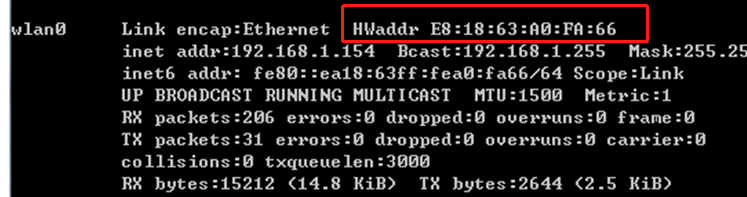 wlan0 Link encap:Ethernet HWaddr E8:18:63:A0:FA:66
inet addr:192.168.1.154 Bcast:192.168.1.255 Mask:255.25
inet6 addr: fe80::ea18:63ff:fea0:fa66/64 Scope:Link
UP BROADCAST RUNNING MULTICAST MTU:1500 Metric:1
RX packets:206 errors:0 dropped:0 overruns:0 frame:0
TX packets:31 errors:0 dropped:0 overruns:0 carrier:0
collisions:0 txqueuelen:3000
RX bytes:15212 (14.8 KiB) TX bytes:2644 (2.5 KiB)